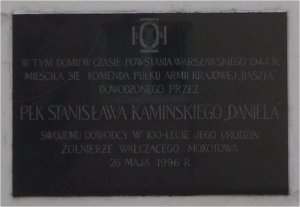 W TYM DOMU W CZASIE POWSTANIA WARSZAWSKIEGO 1944 R.
MIEŚCIŁA SIĘ KOMENDA PUŁKU ARMII KRAJOWEJ „BASZTA"
DOWODZONEGO PRZEZ
PŁK STANISŁAWA KAMIŃSKIEGO „DANIELA"
SWOJEMU DOWÓDCY W 100-LECIE JEGO URODZIN
ŻOŁNIERZE WALCZĄCEGO MOKOTOWA
26 MAJA 1996 R.